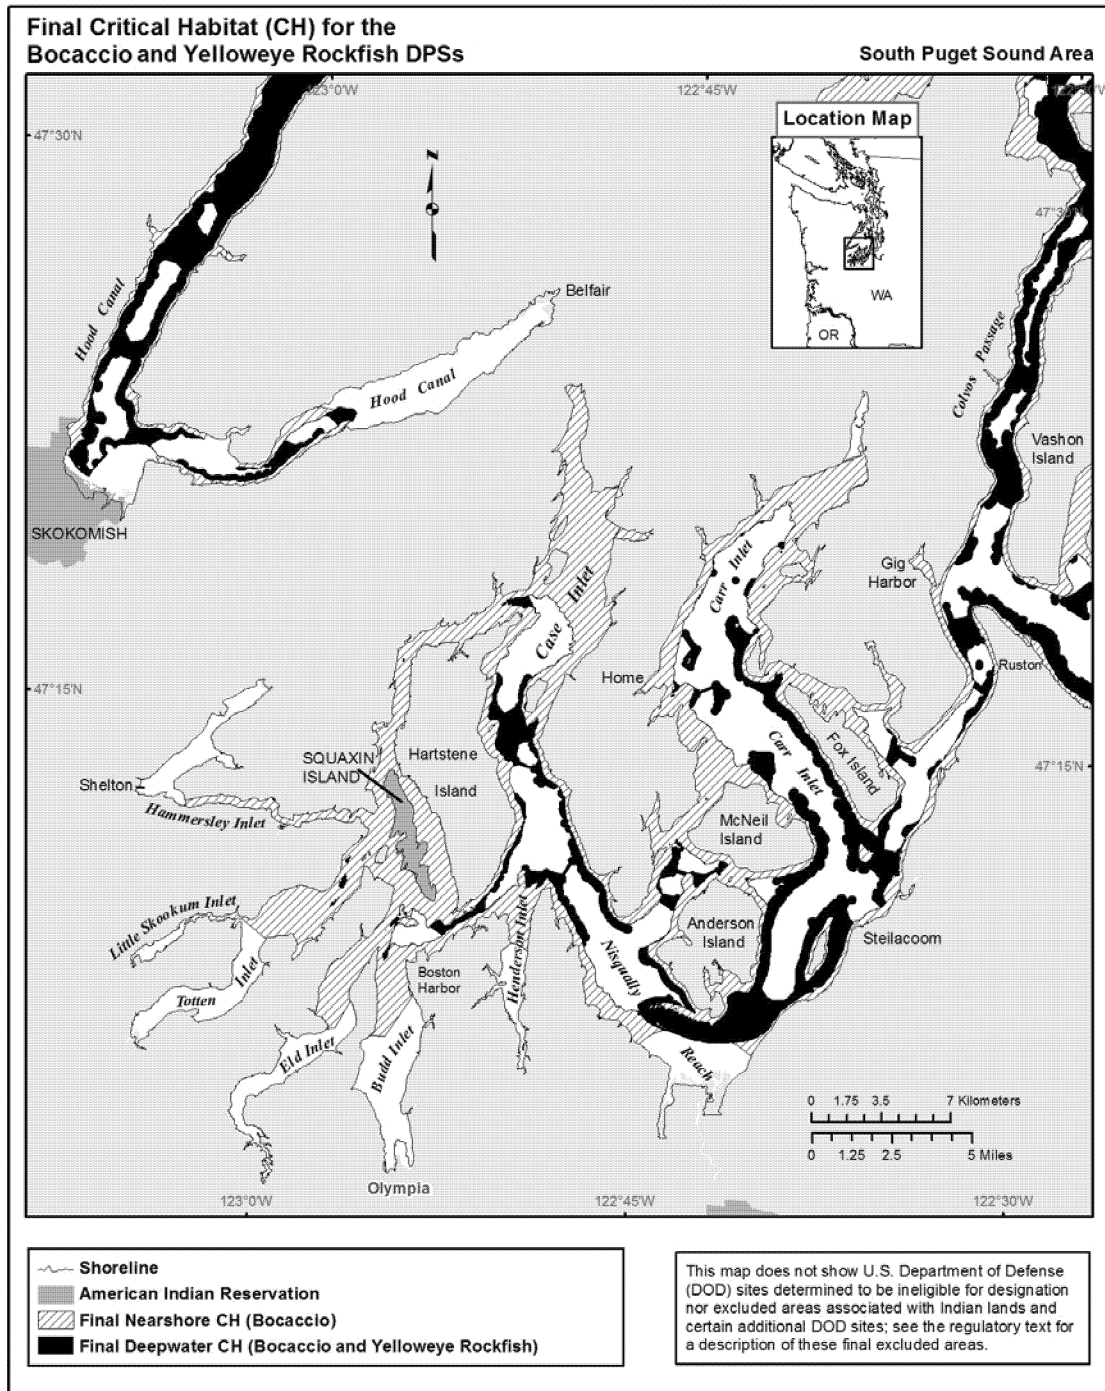 Final Critical Habitat (CH) for the
Bocaccio and Yelloweye Rockfish DPSs
South Puget Sound Area
123°0'W
122°45'W
47°30'N
Location Map
WA
OR
47°30'N
Hood Canal
Belfair
Hood Canal
Colvos Passage
Vashon
Island
SKOKOMISH
Gig
Harbor
Case Inlet
Carr Inlet
Home
Ruston
47°15'N
47°15'N
SQUAXIN
ISLAND
Hartstene
Island
Carr Inlet
Fox Island
Shelton
Hammersley Inlet
McNeil
Island
Little Skookum Inlet
Henderson Inlet
Anderson
Island
Steilacoom
Totten Inlet
Boston
Harbor
Nisqually
Reach
Eld Inlet
Budd Inlet
Olympia
0 1.75 3.5 7 Kilometers
0 1.25 2.5 5 Miles
123°0'W
122°45'W
122°30'W
Shoreline
American Indian Reservation
Final Nearshore CH (Bocaccio)
Final Deepwater CH (Bocaccio and Yelloweye Rockfish)
This map does not show U.S. Department of Defense
(DOD) sites determined to be ineligible for designation
nor excluded areas associated with Indian lands and
certain additional DOD sites; see the regulatory text for
a description of these final excluded areas.